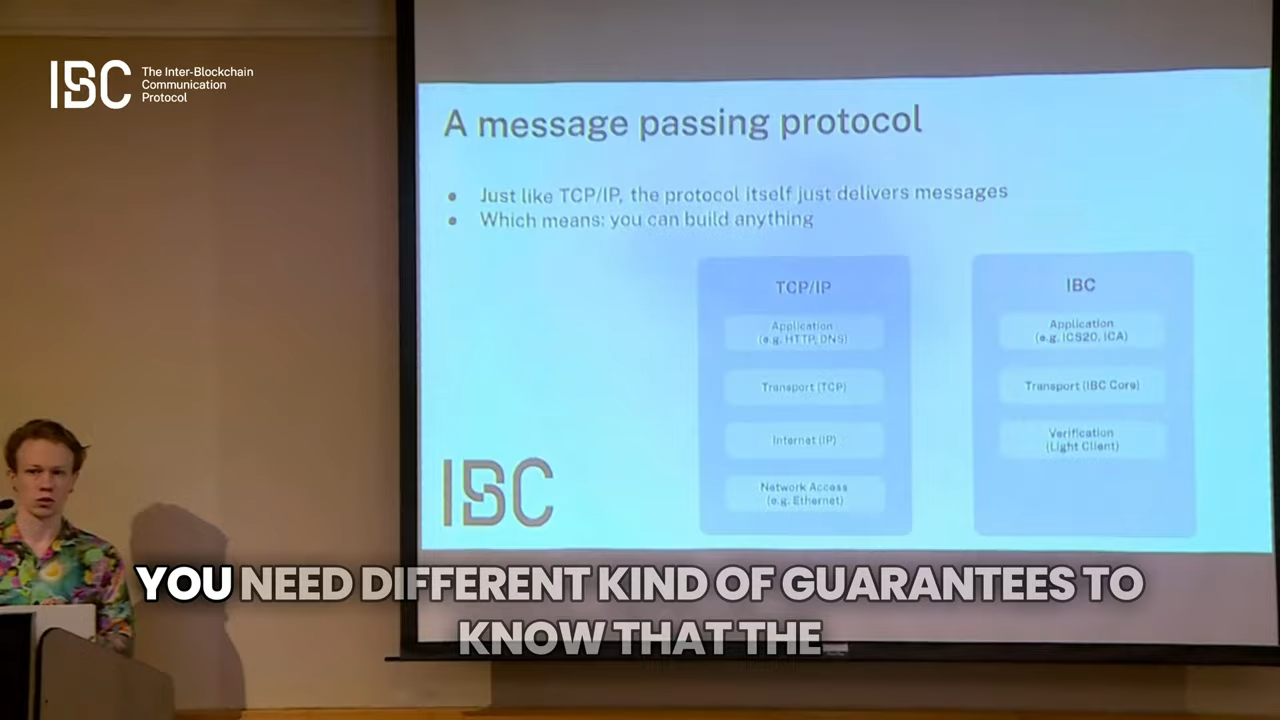 IBC
The Inter-Blockchain
Communication
Protocol
A message passing protocol
Just like TCP/IP, the protocol itself just delivers messages
Which means: you can build anything
TCP/IP
Application
(e.g. HTTP, DNS)
Transport (TCP)
Internet (IP)
Network Access
(e.g. Ethernet)
IBC
Application
(e.g. ICS20, ICA)
Transport (IBC Core)
Verification
(Light Client)
IBC
YOU NEED DIFFERENT KIND OF GUARANTEES TO
KNOW THAT THE